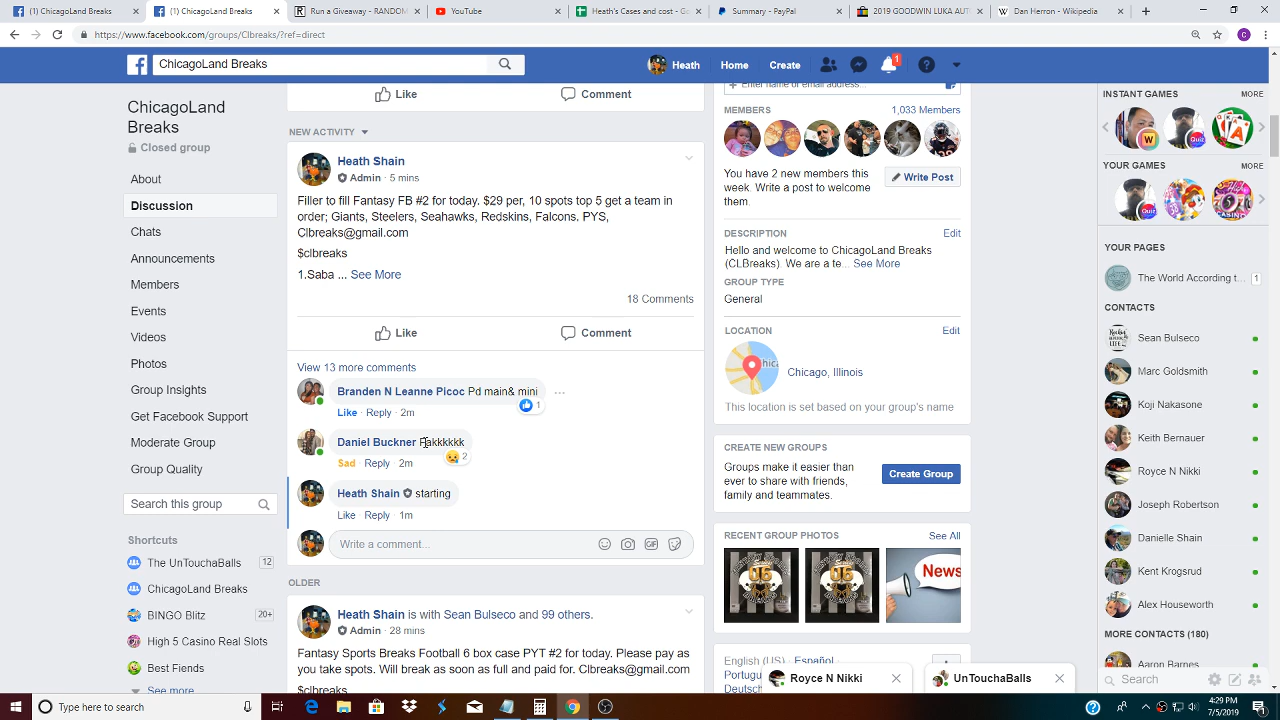 (1) ChicagoLand Breaks
(1) ChicagoLand Breaks
Run a Giveaway - RANDOM
YouTube
Heath's Cases and cost - Go
Summary - PayPal
2019 GOODWIN LUKA AUT
Dan Herron - Wikipedia
https://www.facebook.com/groups/Clbreaks/?ref=direct
ChicagoLand Breaks
Heath
Home
Create
1
ChicagoLand
Breaks
Closed group
About
Discussion
Chats
Announcements
Members
Events
Videos
Photos
Group Insights
Get Facebook Support
Moderate Group
Group Quality
Search this group
Shortcuts
The UnTouchaBalls 12
ChicagoLand Breaks
BINGO Blitz 20+
High 5 Casino Real Slots
Best Fiends
See more
Like
Comment
NEW ACTIVITY
Heath Shain
Admin · 5 mins
Filler to fill Fantasy FB #2 for today. $29 per, 10 spots top 5 get a team in
order; Giants, Steelers, Seahawks, Redskins, Falcons. PYS,
Clbreaks@gmail.com
$clbreaks
1.Saba ... See More
18 Comments
Like
Comment
View 13 more comments
Branden N Leanne Picoc Pd main& mini
Like · Reply · 2m
1
Daniel Buckner Fakkkkkk
Sad · Reply · 2m
2
Heath Shain starting
Like · Reply · 1m
Write a comment...
GIF
OLDER
Heath Shain is with Sean Bulseco and 99 others.
Admin · 28 mins
Fantasy Sports Breaks Football 6 box case PYT #2 for today. Please pay as
you take spots. Will break as soon as full and paid for. Clbreaks@gmail.com
$clbreaks
Enter name or email address...
MEMBERS
1,033 Members
You have 2 new members this
week. Write a post to welcome
them.
Write Post
DESCRIPTION
Edit
Hello and welcome to ChicagoLand Breaks
(CLBreaks). We are a te... See More
GROUP TYPE
General
LOCATION
Edit
Chicago, Illinois
This location is set based on your group's name
CREATE NEW GROUPS
Groups make it easier than
ever to share with friends,
family and teammates.
Create Group
RECENT GROUP PHOTOS
See All
News
English (US) · Español
Deutsch
Royce N Nikki
UnTouchaBalls
INSTANT GAMES
MORE
W
Quiz
YOUR GAMES
MORE
Quiz
YOUR PAGES
The World According t... 1
CONTACTS
Sean Bulseco
Marc Goldsmith
Koji Nakasone
Keith Bernauer
Royce N Nikki
Joseph Robertson
Danielle Shain
Kent Krogsrud
Alex Houseworth
MORE CONTACTS (180)
Aaron Barnes
Search
Type here to search
4:29 PM
7/5/2019